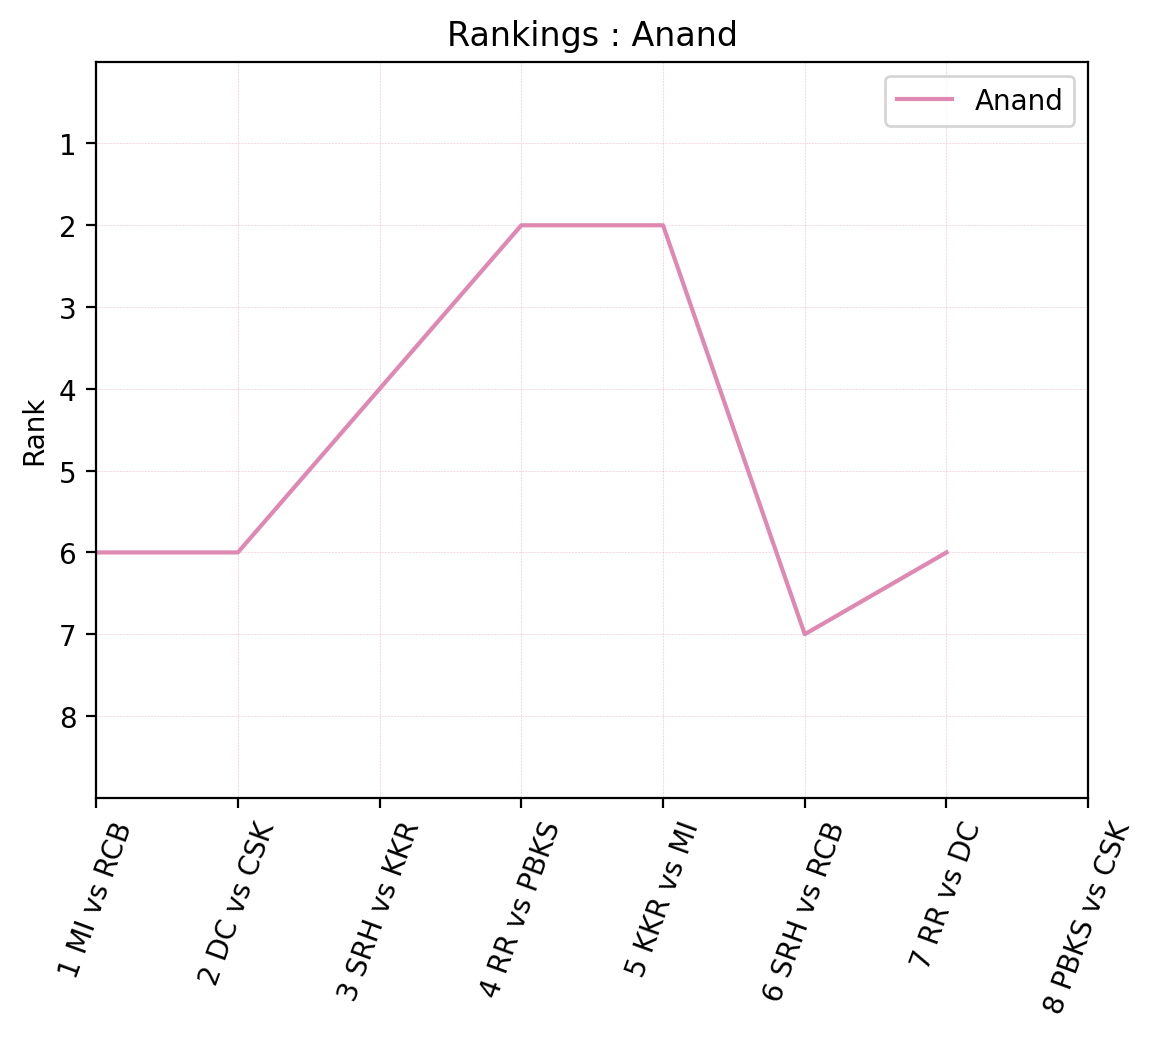 Rankings : Anand
Anand
Rank
1
2
3
4
5
6
7
8
1 MI vs RCB
2 DC vs CSK
3 SRH vs KKR
4 RR vs PBKS
5 KKR vs MI
6 SRH vs RCB
7 RR vs DC
8 PBKS vs CSK